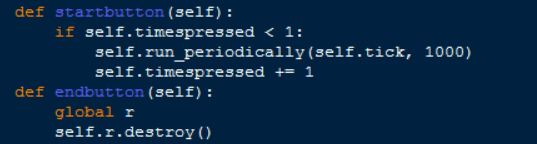 def startbutton(self):
    if self.timespressed < 1:
        self.run_periodically(self.tick, 1000)
        self.timespressed += 1
def endbutton(self):
    global r
    self.r.destroy()